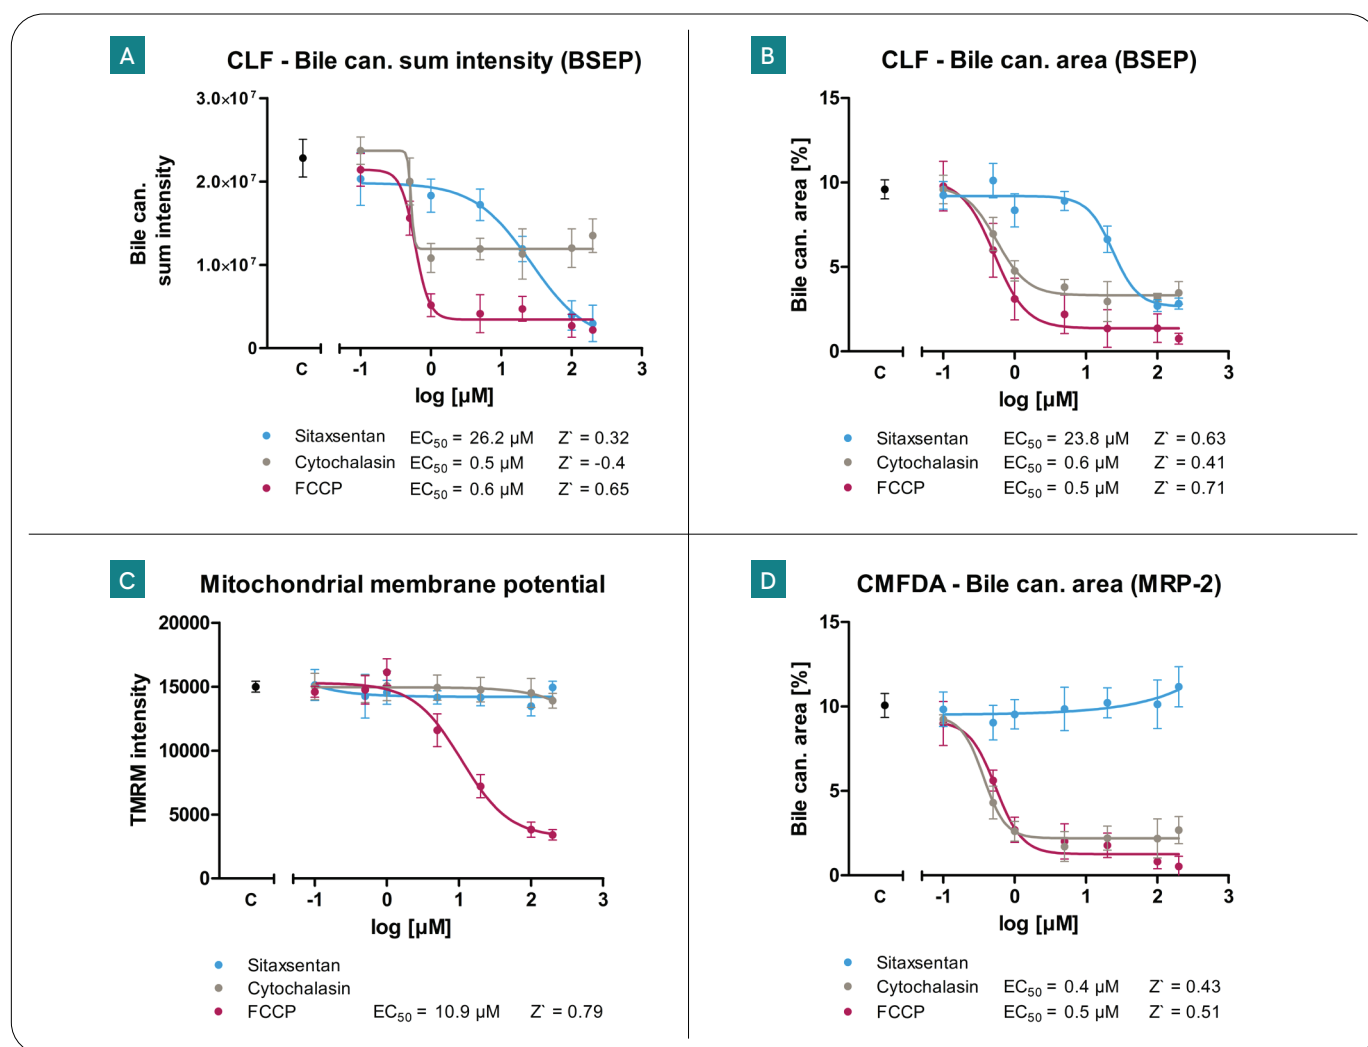 A
CLF - Bile can. sum intensity (BSEP)
3.0×10⁷
2.0×10⁷
1.0×10⁷
0
Bile can.
sum intensity
C
-1 0 1 2 3
log [µM]
Sitaxsentan EC₅₀ = 26.2 µM Z` = 0.32
Cytochalasin EC₅₀ = 0.5 µM Z` = -0.4
FCCP EC₅₀ = 0.6 µM Z` = 0.65
B
CLF - Bile can. area (BSEP)
15
10
5
0
Bile can. area [%]
C
-1 0 1 2 3
log [µM]
Sitaxsentan EC₅₀ = 23.8 µM Z` = 0.63
Cytochalasin EC₅₀ = 0.6 µM Z` = 0.41
FCCP EC₅₀ = 0.5 µM Z` = 0.71
C
Mitochondrial membrane potential
20000
15000
10000
5000
0
TMRM intensity
C
-1 0 1 2 3
log [µM]
Sitaxsentan
Cytochalasin
FCCP EC₅₀ = 10.9 µM Z` = 0.79
D
CMFDA - Bile can. area (MRP-2)
15
10
5
0
Bile can. area [%]
C
-1 0 1 2 3
log [µM]
Sitaxsentan
Cytochalasin EC₅₀ = 0.4 µM Z` = 0.43
FCCP EC₅₀ = 0.5 µM Z` = 0.51